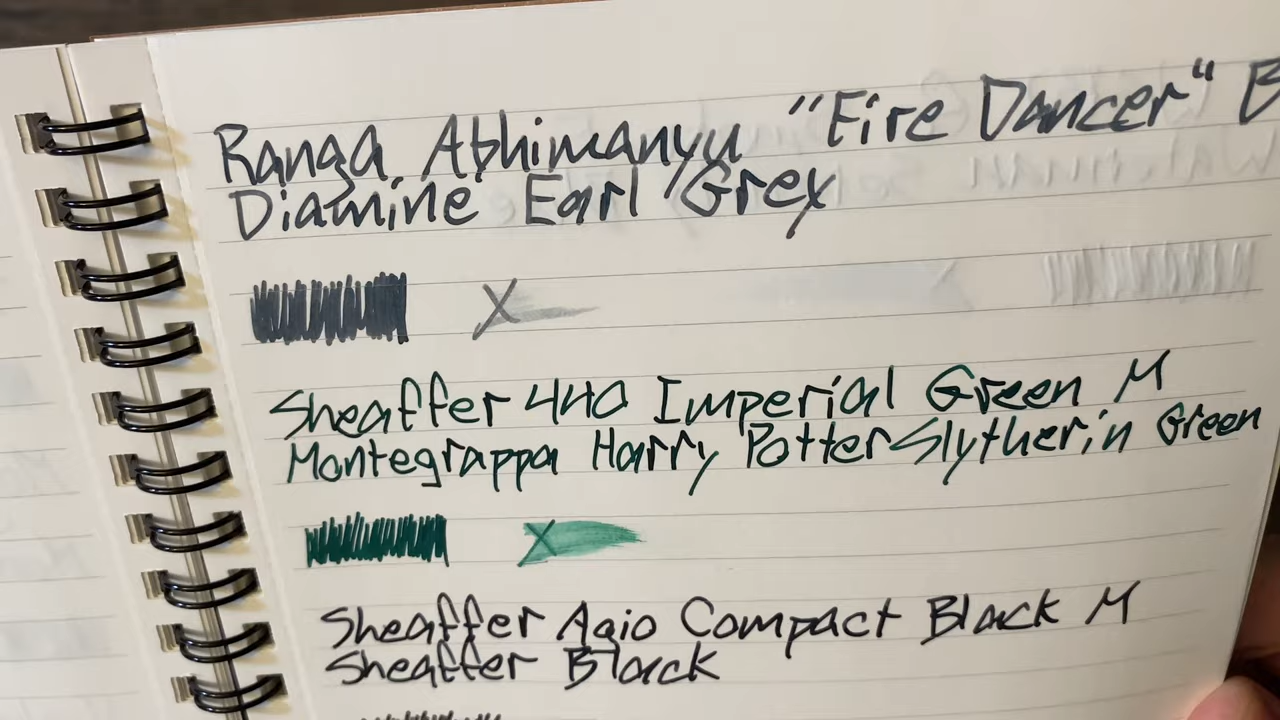 Ranga Abhimanyu "Fire Dancer" B
Diamine Earl Grey
X
Sheaffer 440 Imperial Green M
Montegrappa Harry Potter Slytherin Green
X
Sheaffer Agio Compact Black M
Sheaffer Black